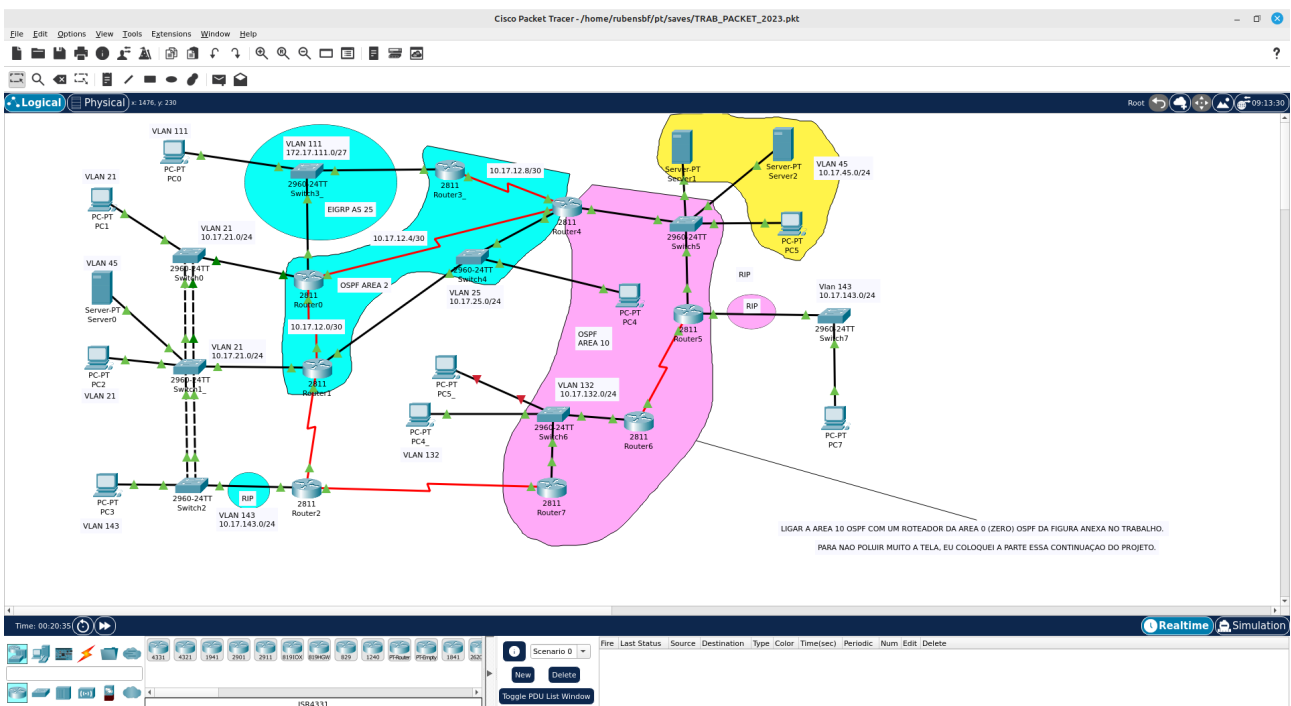 Cisco Packet Tracer - /home/rubensbf/pt/saves/TRAB_PACKET_2023.pkt
File Edit Options View Tools Extensions Window Help
?
Logical Physical x: 1476, y: 230
Root 09:13:30
VLAN 111
PC-PT
PC0
VLAN 111
172.17.111.0/27
2960-24TT
Switch3_
EIGRP AS 25
2811
Router3_
10.17.12.8/30
Server-PT
Server1
Server-PT
Server2
VLAN 45
10.17.45.0/24
VLAN 21
PC-PT
PC1
VLAN 21
10.17.21.0/24
2960-24TT
Switch0
10.17.12.4/30
2811
Router4
2960-24TT
Switch5
PC-PT
PC5
VLAN 45
Server-PT
Server0
2811
Router0
OSPF AREA 2
2960-24TT
Switch4
VLAN 25
10.17.25.0/24
PC-PT
PC4
RIP
RIP
Vlan 143
10.17.143.0/24
2960-24TT
Switch7
10.17.12.0/30
OSPF
AREA 10
2811
Router5
VLAN 21
10.17.21.0/24
PC-PT
PC2
VLAN 21
2960-24TT
Switch1_
2811
Router1
PC-PT
PC5_
VLAN 132
10.17.132.0/24
PC-PT
PC4_
VLAN 132
2960-24TT
Switch6
2811
Router6
PC-PT
PC7
PC-PT
PC3
VLAN 143
2960-24TT
Switch2
RIP
VLAN 143
10.17.143.0/24
2811
Router2
2811
Router7
LIGAR A AREA 10 OSPF COM UM ROTEADOR DA AREA 0 (ZERO) OSPF DA FIGURA ANEXA NO TRABALHO.
PARA NAO POLUIR MUITO A TELA, EU COLOQUEI A PARTE ESSA CONTINUAÇAO DO PROJETO.
Time: 00:20:35
Realtime Simulation
4331 4321 1941 2901 2911 819IOX 819HGW 829 1240 PT-Router PT-Empty 1841
ISR4331
Scenario 0
New Delete
Toggle PDU List Window
Fire Last Status Source Destination Type Color Time(sec) Periodic Num Edit Delete